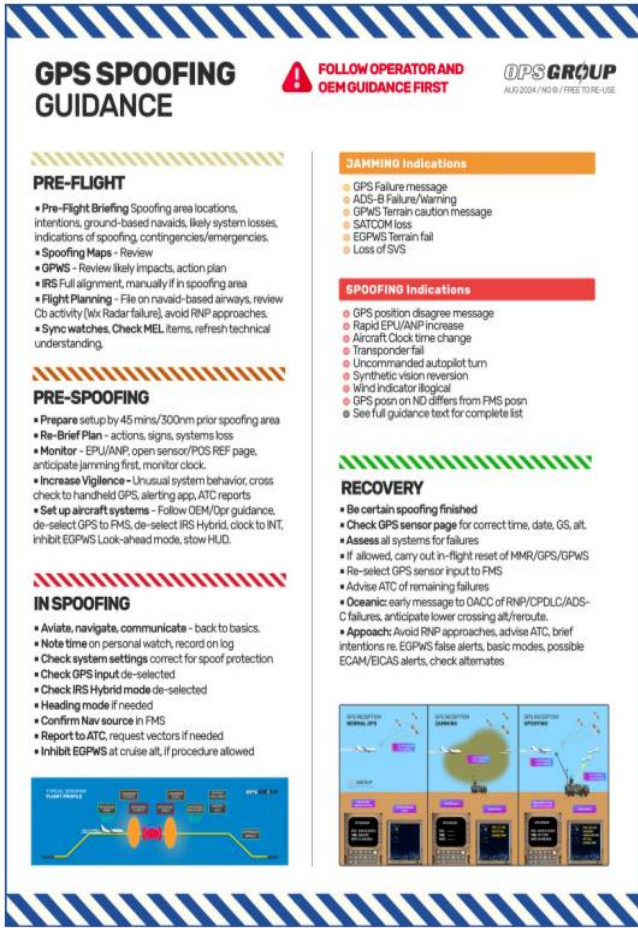 GPS SPOOFING
GUIDANCE
FOLLOW OPERATOR AND
OEM GUIDANCE FIRST
OPSGROUP
AUG 2024 / NO © / FREE TO RE-USE
PRE-FLIGHT
▪ Pre-Flight Briefing Spoofing area locations,
intentions, ground-based navaids, likely system losses,
indications of spoofing, contingencies/emergencies.
▪ Spoofing Maps - Review
▪ GPWS - Review likely impacts, action plan
▪ IRS Full alignment, manually if in spoofing area
▪ Flight Planning - File on navaid-based airways, review
Cb activity (Wx Radar failure), avoid RNP approaches.
▪ Sync watches, Check MEL items, refresh technical
understanding.
PRE-SPOOFING
▪ Prepare setup by 45 mins/300nm prior spoofing area
▪ Re-Brief Plan - actions, signs, systems loss
▪ Monitor - EPU/ANP, open sensor/POS REF page,
anticipate jamming first, monitor clock.
▪ Increase Vigilence - Unusual system behavior, cross
check to handheld GPS, alerting app, ATC reports
▪ Set up aircraft systems - Follow OEM/Opr guidance,
de-select GPS to FMS, de-select IRS Hybrid, clock to INT,
inhibit EGPWS Look-ahead mode, stow HUD.
IN SPOOFING
▪ Aviate, navigate, communicate - back to basics.
▪ Note time on personal watch, record on log
▪ Check system settings correct for spoof protection
▪ Check GPS input de-selected
▪ Check IRS Hybrid mode de-selected
▪ Heading mode if needed
▪ Confirm Nav source in FMS
▪ Report to ATC, request vectors if needed
▪ Inhibit EGPWS at cruise alt, if procedure allowed
TYPICAL SPOOFING
FLIGHT PROFILE
OPSGROUP
JAMMING Indications
GPS Failure message
ADS-B Failure/Warning
GPWS Terrain caution message
SATCOM loss
EGPWS Terrain fail
Loss of SVS
SPOOFING Indications
GPS position disagree message
Rapid EPU/ANP increase
Aircraft Clock time change
Transponder fail
Uncommanded autopilot turn
Synthetic vision reversion
Wind indicator illogical
GPS posn on ND differs from FMS posn
See full guidance text for complete list
RECOVERY
▪ Be certain spoofing finished
▪ Check GPS sensor page for correct time, date, GS, alt.
▪ Assess all systems for failures
▪ If allowed, carry out in-flight reset of MMR/GPS/GPWS
▪ Re-select GPS sensor input to FMS
▪ Advise ATC of remaining failures
▪ Oceanic: early message to OACC of RNP/CPDLC/ADS-
C failures, anticipate lower crossing alt/reroute.
▪ Appoach: Avoid RNP approaches, advise ATC, brief
intentions re. EGPWS false alerts, basic modes, possible
ECAM/EICAS alerts, check alternates
GPS RECEPTION
NORMAL OPS
GPS RECEPTION
JAMMING
GPS RECEPTION
SPOOFING